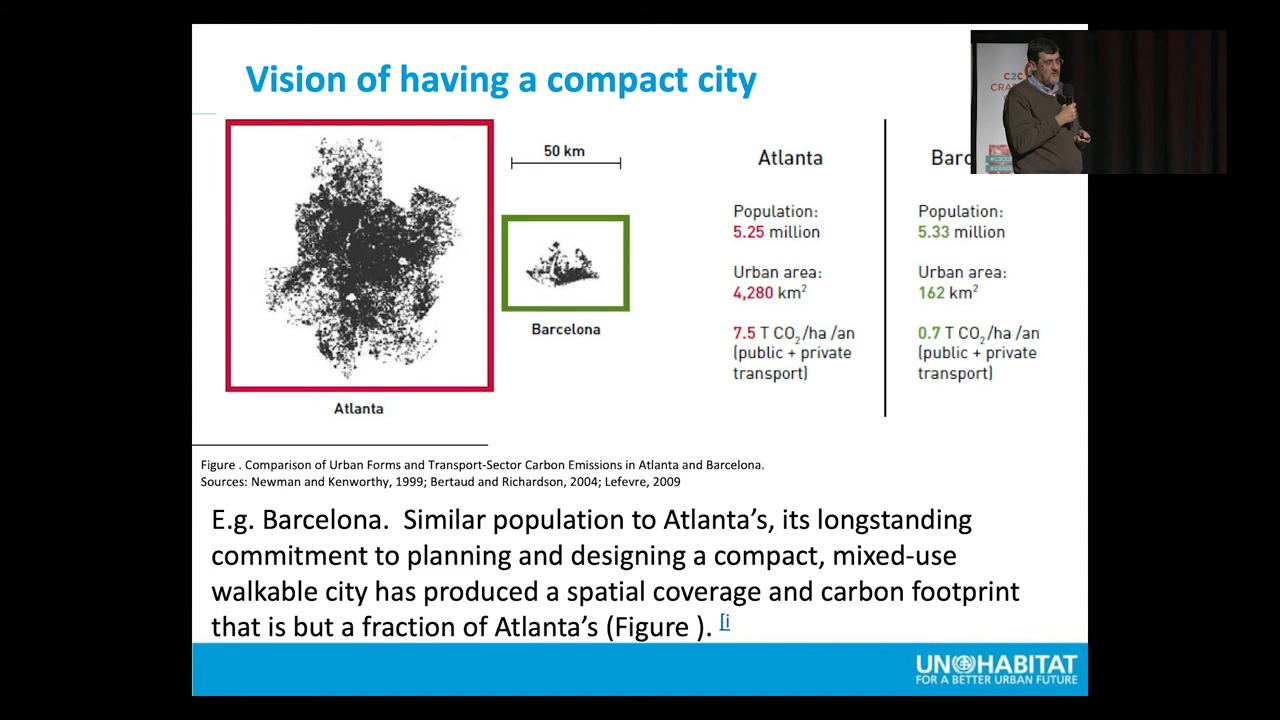 Vision of having a compact city
50 km
Barcelona
Atlanta
Atlanta
Population:
5.25 million
Urban area:
4,280 km²
7.5 T CO₂/ha /an
(public + private
transport)
Barc
Population:
5.33 million
Urban area:
162 km²
0.7 T CO₂/ha /an
(public + private
transport)
C2C
CRA
Figure . Comparison of Urban Forms and Transport-Sector Carbon Emissions in Atlanta and Barcelona.
Sources: Newman and Kenworthy, 1999; Bertaud and Richardson, 2004; Lefevre, 2009
E.g. Barcelona.  Similar population to Atlanta’s, its longstanding
commitment to planning and designing a compact, mixed-use
walkable city has produced a spatial coverage and carbon footprint
that is but a fraction of Atlanta’s (Figure ). [i
UN HABITAT
FOR A BETTER URBAN FUTURE